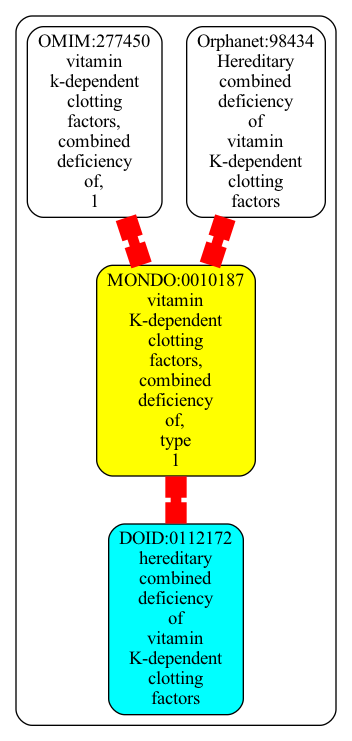 OMIM:277450
vitamin
k-dependent
clotting
factors,
combined
deficiency
of,
1
Orphanet:98434
Hereditary
combined
deficiency
of
vitamin
K-dependent
clotting
factors
MONDO:0010187
vitamin
K-dependent
clotting
factors,
combined
deficiency
of,
type
1
DOID:0112172
hereditary
combined
deficiency
of
vitamin
K-dependent
clotting
factors